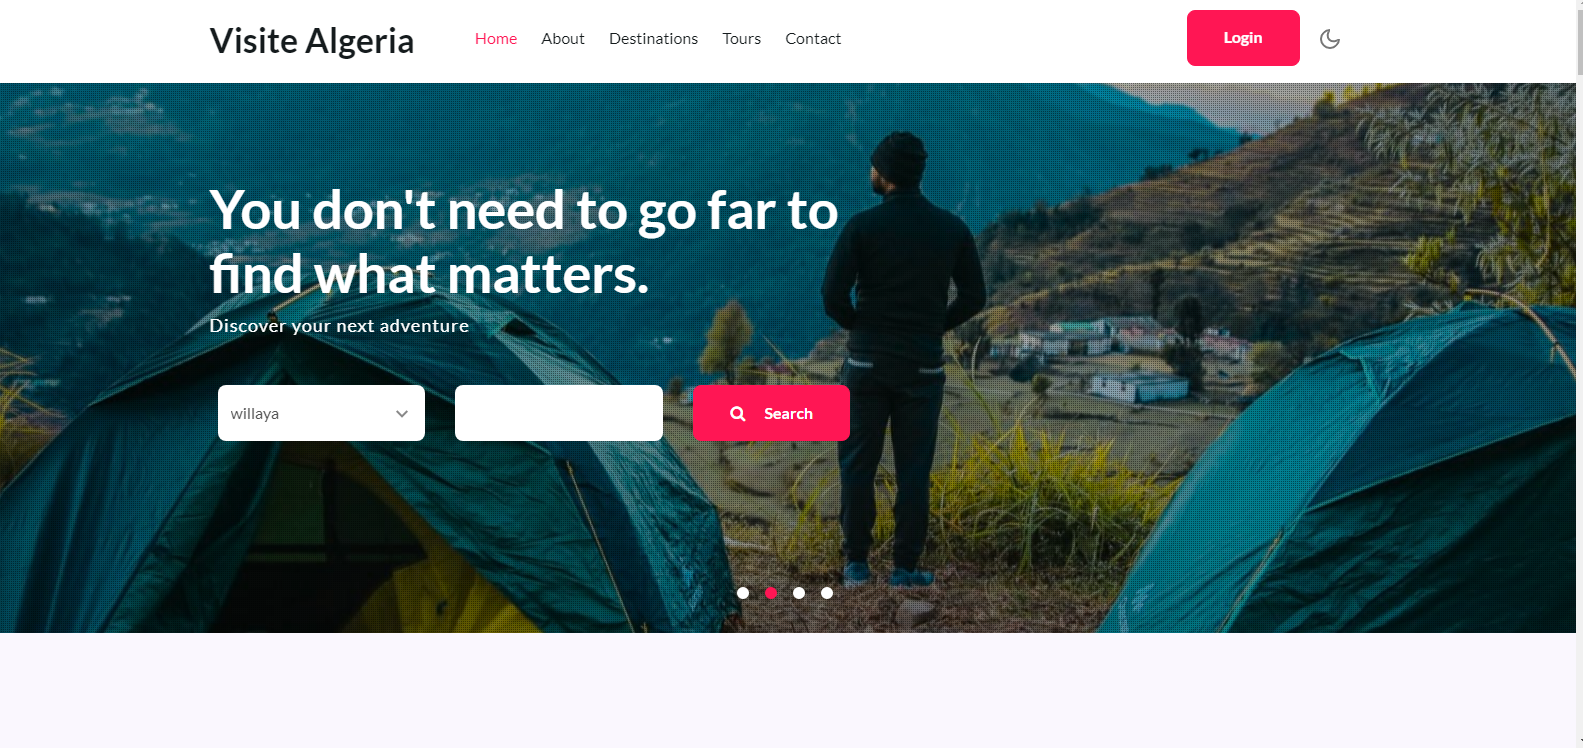 Visite Algeria
Home About Destinations Tours Contact
Login
You don't need to go far to
find what matters.
Discover your next adventure
willaya
Search